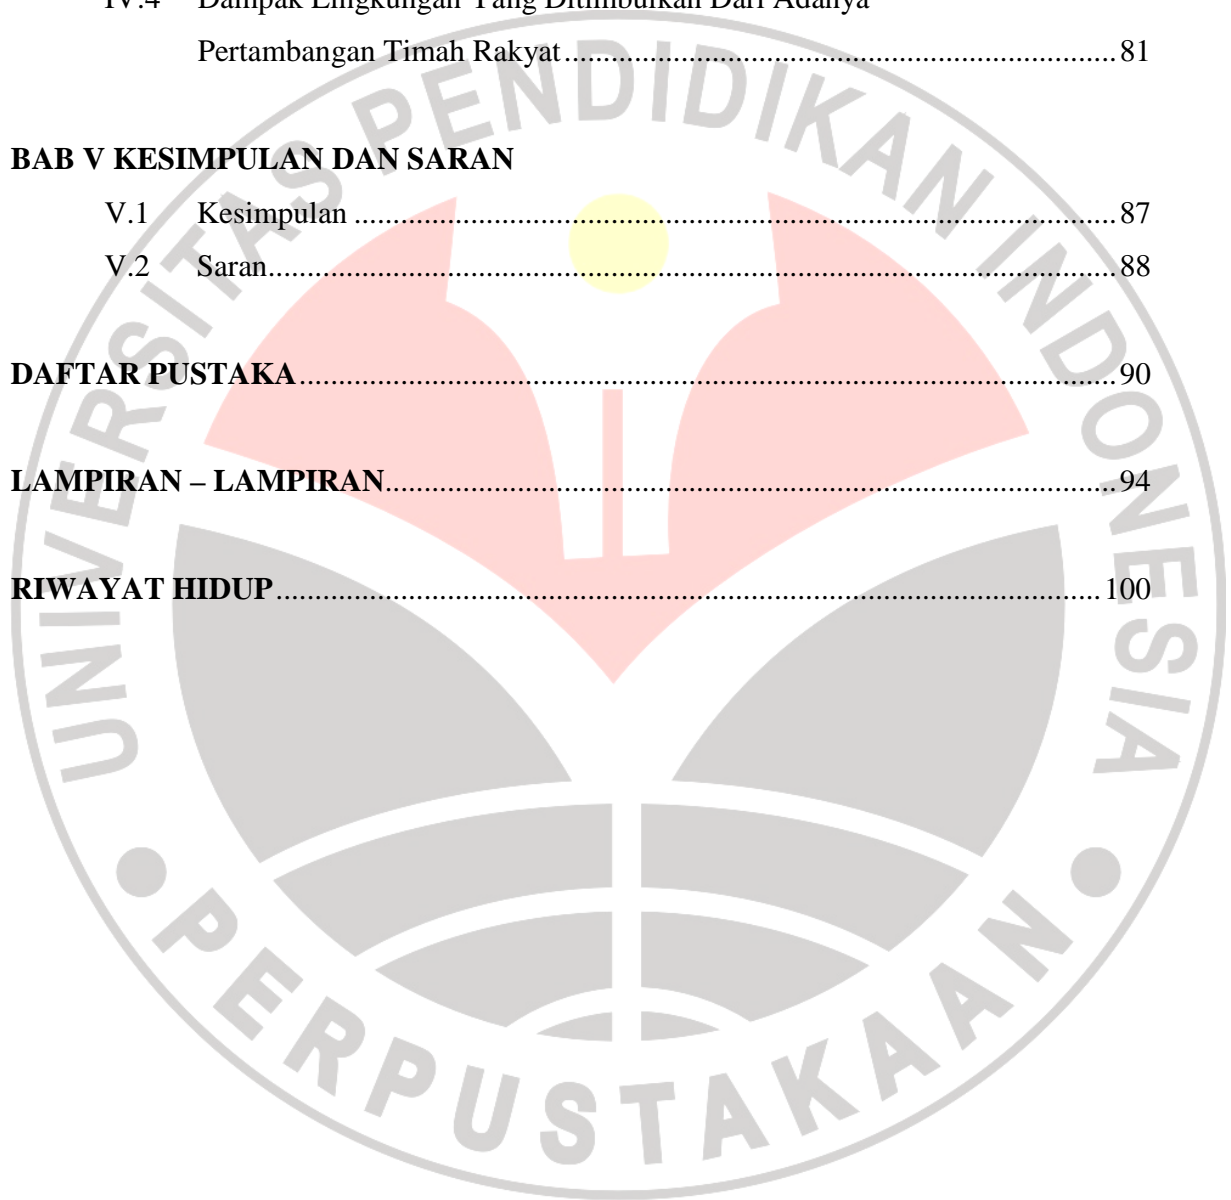 IV.4 Dampak Lingkungan Yang Ditimbulkan Dari Adanya
Pertambangan Timah Rakyat ........................................................................ 81
BAB V KESIMPULAN DAN SARAN
V.1 Kesimpulan .................................................................................................. 87
V.2 Saran ............................................................................................................. 88
DAFTAR PUSTAKA .......................................................................................................... 90
LAMPIRAN – LAMPIRAN ............................................................................................... 94
RIWAYAT HIDUP ........................................................................................................... 100
UNIVERSITAS PENDIDIKAN INDONESIA
PERPUSTAKAAN